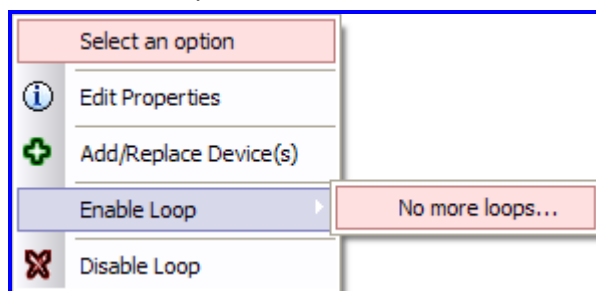 Select an option
Edit Properties
Add/Replace Device(s)
Enable Loop
No more loops...
Disable Loop